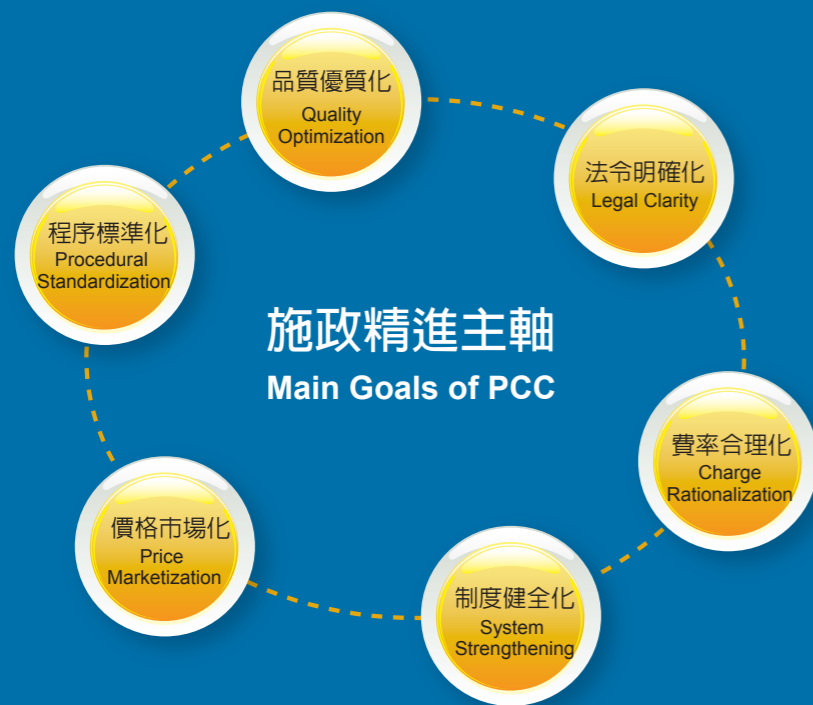 品質優質化
Quality
Optimization
法令明確化
Legal Clarity
程序標準化
Procedural
Standardization
施政精進主軸
Main Goals of PCC
費率合理化
Charge
Rationalization
價格市場化
Price
Marketization
制度健全化
System
Strengthening